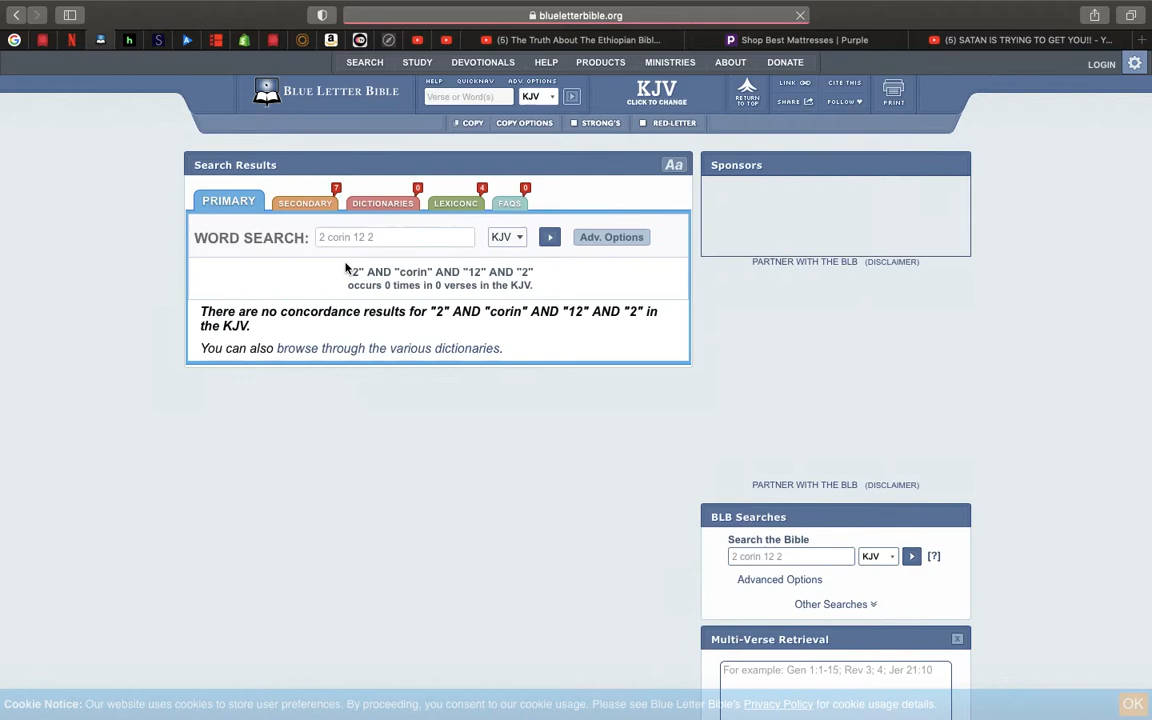 blueletterbible.org
(5) The Truth About The Ethiopian Bibl...
Shop Best Mattresses | Purple
(5) SATAN IS TRYING TO GET YOU!! - Y...
SEARCH STUDY DEVOTIONALS HELP PRODUCTS MINISTRIES ABOUT DONATE
LOGIN
BLUE LETTER BIBLE
HELP QUICKNAV ADV. OPTIONS
Verse or Word(s) KJV
KJV
CLICK TO CHANGE
RETURN
TO TOP
LINK CITE THIS
SHARE FOLLOW
PRINT
COPY COPY OPTIONS STRONG'S RED-LETTER
Search Results
Aa
7 0 4 0
PRIMARY SECONDARY DICTIONARIES LEXICONC FAQS
WORD SEARCH: 2 corin 12 2 KJV Adv. Options
"2" AND "corin" AND "12" AND "2"
occurs 0 times in 0 verses in the KJV.
There are no concordance results for "2" AND "corin" AND "12" AND "2" in
the KJV.
You can also browse through the various dictionaries.
Sponsors
PARTNER WITH THE BLB (DISCLAIMER)
PARTNER WITH THE BLB (DISCLAIMER)
BLB Searches
Search the Bible
2 corin 12 2 KJV [?]
Advanced Options
Other Searches
Multi-Verse Retrieval
X
For example: Gen 1:1-15; Rev 3; 4; Jer 21:10
Cookie Notice: Our website uses cookies to store user preferences. By proceeding, you consent to our cookie usage. Please see Blue Letter Bible's Privacy Policy for cookie usage details.
OK